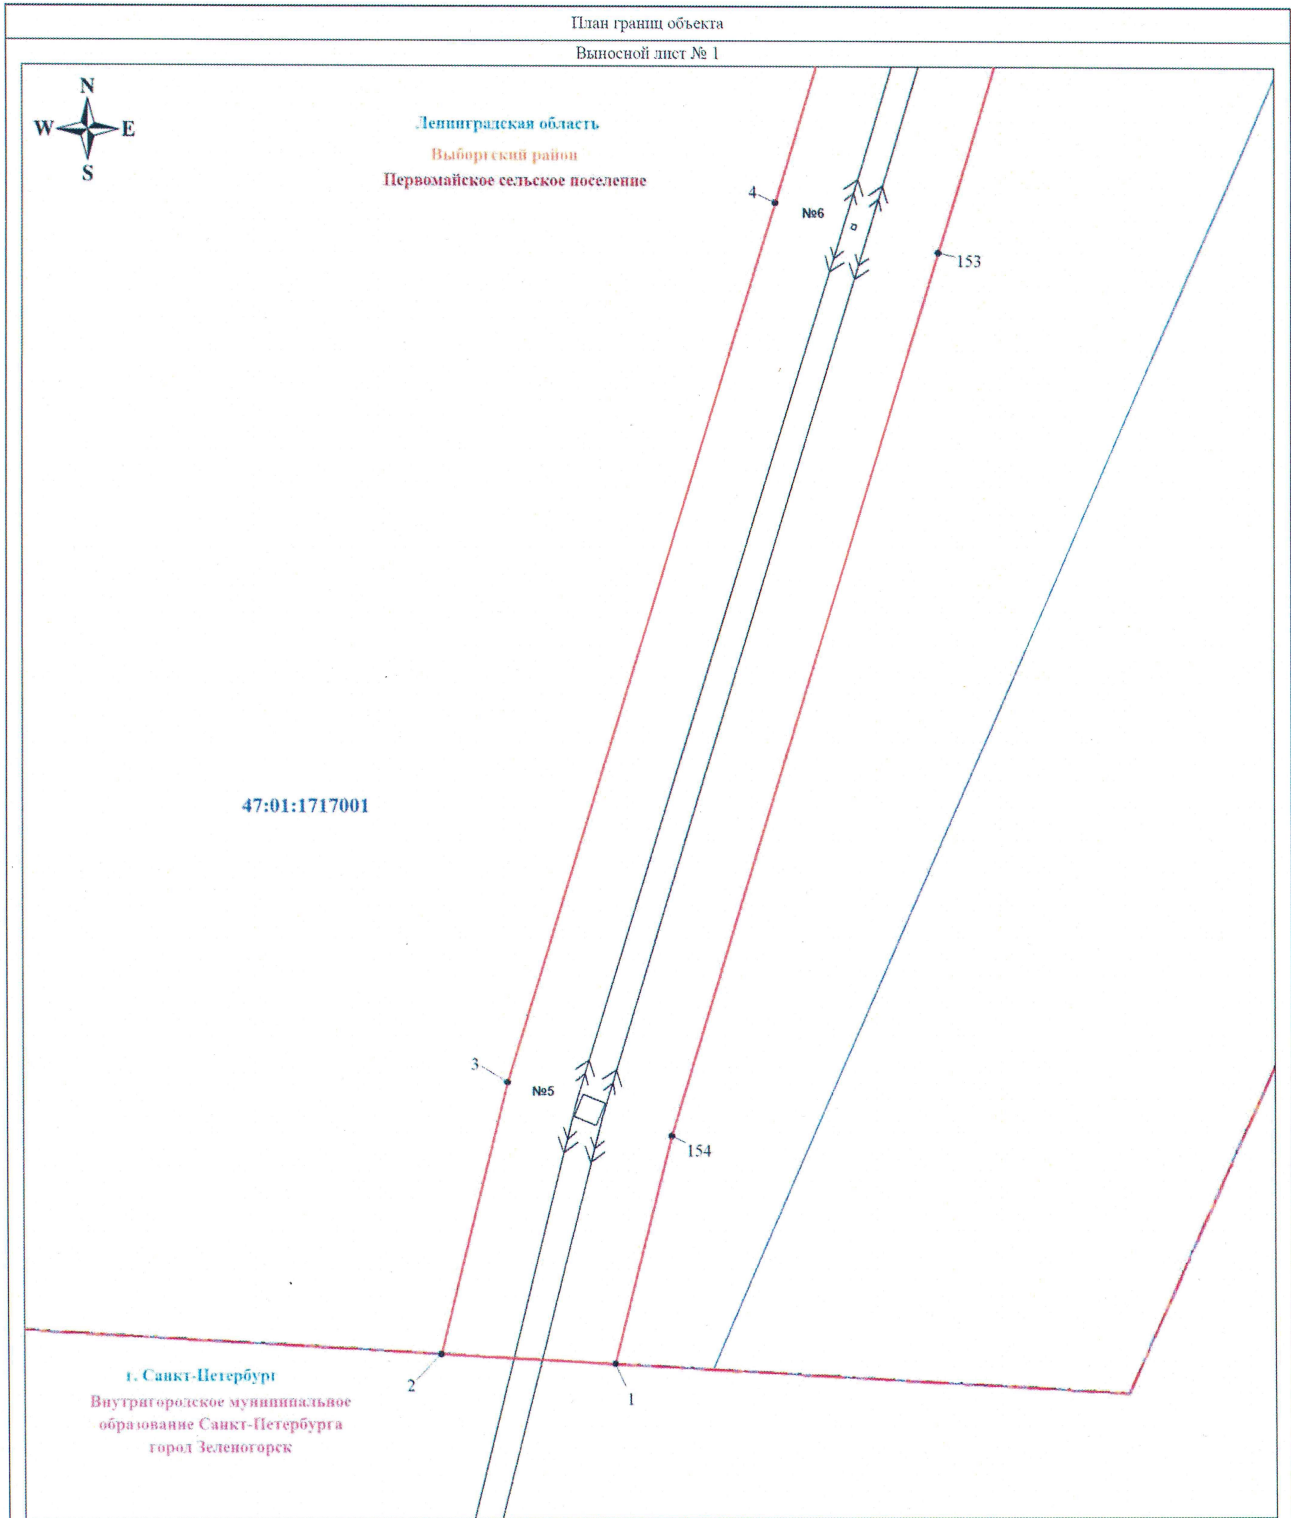 План границ объекта
Выносной лист № 1
N
W E
S
Ленинградская область
Выборгский район
Первомайское сельское поселение
4
№6
153
47:01:1717001
3
№5
154
2
1
г. Санкт-Петербург
Внутригородское муниципальное
образование Санкт-Петербурга
город Зеленогорск